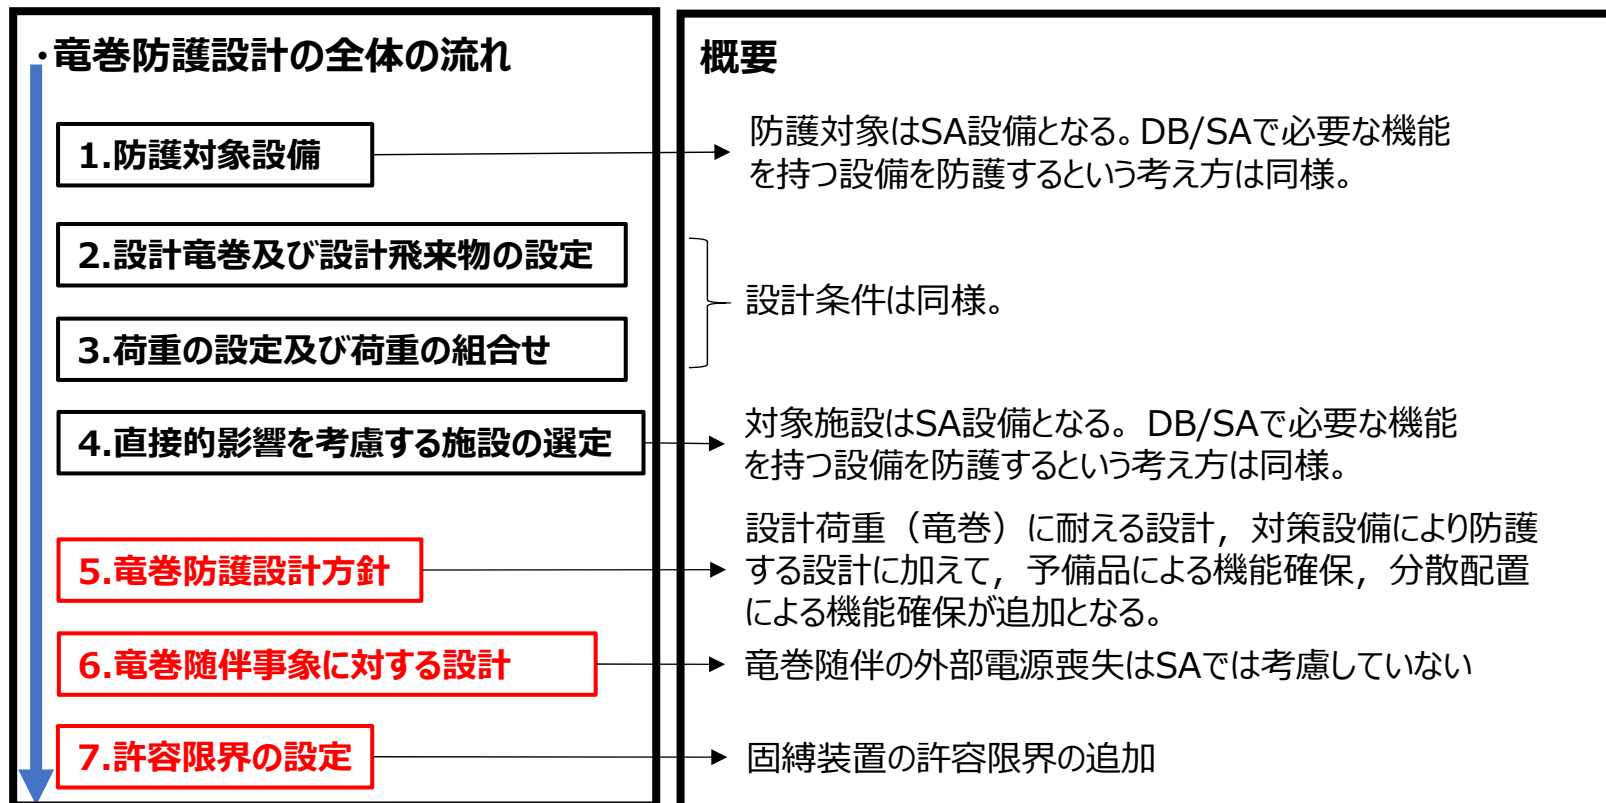 ・竜巻防護設計の全体の流れ
1.防護対象設備
2.設計竜巻及び設計飛来物の設定
3.荷重の設定及び荷重の組合せ
4.直接的影響を考慮する施設の選定
5.竜巻防護設計方針
6.竜巻随伴事象に対する設計
7.許容限界の設定
概要
防護対象はSA設備となる。DB/SAで必要な機能
を持つ設備を防護するという考え方は同様。
設計条件は同様。
対象施設はSA設備となる。DB/SAで必要な機能
を持つ設備を防護するという考え方は同様。
設計荷重（竜巻）に耐える設計，対策設備により防護
する設計に加えて，予備品による機能確保，分散配置
による機能確保が追加となる。
竜巻随伴の外部電源喪失はSAでは考慮していない
固縛装置の許容限界の追加